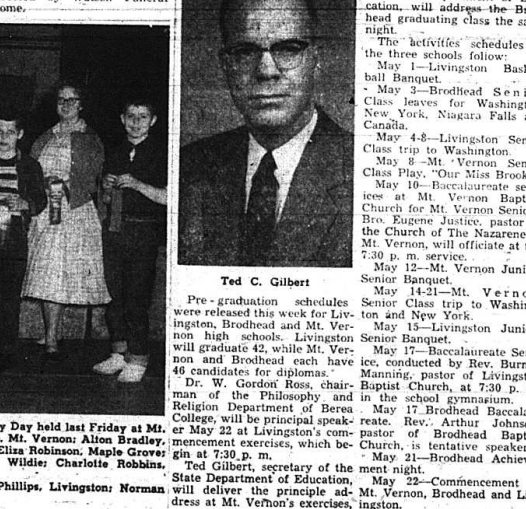 ome.
y Day held last Friday at Mt.
. Mt. Vernon; Alton Bradley,
Eliza Robinson, Maple Grove;
Wildie; Charlotte Robbins,
Phillips, Livingston; Norman
Ted C. Gilbert
Pre-graduation schedules
were released this week for Liv-
ingston, Brodhead and Mt. Ver-
non high schools. Livingston
will graduate 42, while Mt. Ver-
non and Brodhead each have
46 candidates for diplomas.
Dr. W. Gordon Ross, chair-
man of the Philosophy and
Religion Department of Berea
College, will be principal speak-
er May 22 at Livingston's com-
mencement exercises, which be-
gin at 7:30 p. m.
Ted Gilbert, secretary of the
State Department of Education,
will deliver the principle ad-
dress at Mt. Vernon's exercises,
cation, will address the Br
head graduating class the sa
night.
The activities schedules
the three schools follow:
May 1—Livingston Bask
ball Banquet.
May 3—Brodhead Seni
Class leaves for Washingt
New York, Niagara Falls a
Canada.
May 4-8—Livingston Sen
Class trip to Washington.
May 8—Mt. Vernon Sen
Class Play, "Our Miss Brook
May 10—Baccalaureate se
ices at Mt. Vernon Bapt
Church for Mt. Vernon Senio
Bro. Eugene Justice, pastor
the Church of The Nazarene
Mt. Vernon, will officiate at
7:30 p. m. service.
May 12—Mt. Vernon Juni
Senior Banquet.
May 14-21—Mt. Verno
Senior Class trip to Washin
ton and New York.
May 15—Livingston Juni
Senior Banquet.
May 17—Baccalaureate Se
ice, conducted by Rev. Burn
Manning, pastor of Livingst
Baptist Church, at 7:30 p.
in the school gymnasium.
May 17 Brodhead Bacca
reate. Rev. Arthur Johns
pastor of Brodhead Bapt
Church, is tentative speaker
May 21—Brodhead Achiev
ment night.
May 22—Commencement
Mt. Vernon, Brodhead and Li
ingston.